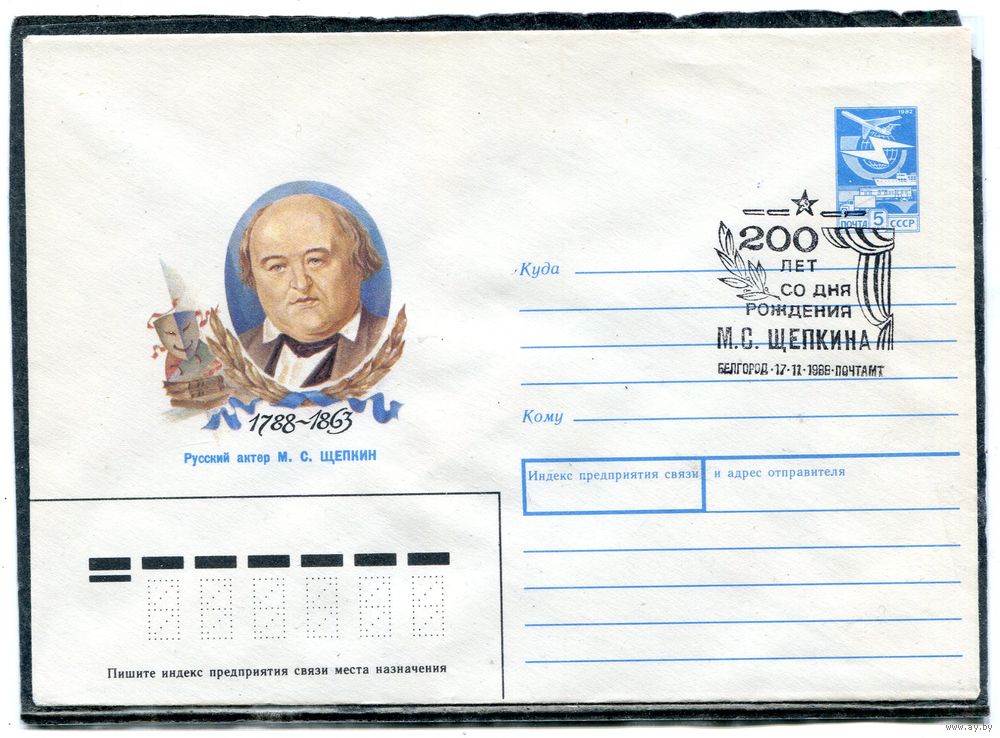 1982
ПОЧТА 5 СССР
200
ЛЕТ
СО ДНЯ
РОЖДЕНИЯ
М.С. ЩЕПКИНА
БЕЛГОРОД·17·11·1988·ПОЧТАМТ
Куда
Кому
1788~1863
Русский актер М. С. ЩЕПКИН
Индекс предприятия связи и адрес отправителя
Пишите индекс предприятия связи места назначения
www.ay.by